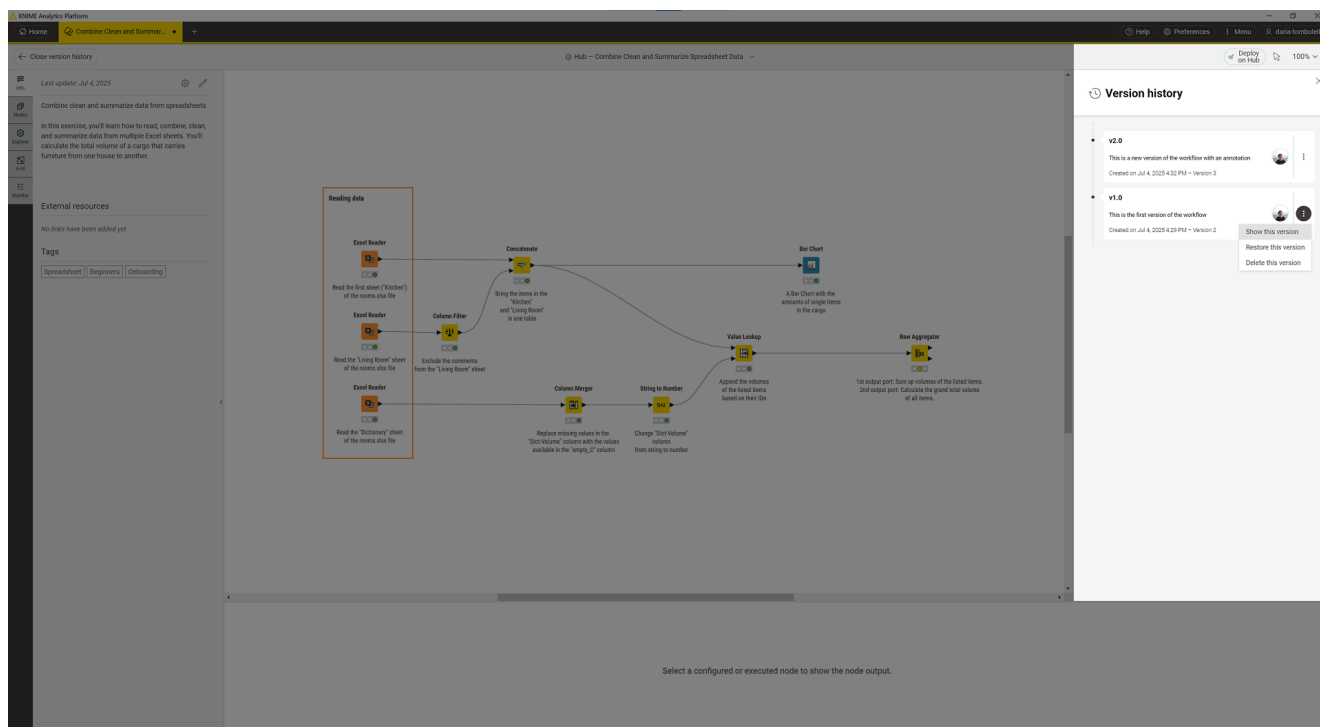 KNIME Analytics Platform
Home
Combine Clean and Summar...
Help
Preferences
Menu
daria-tombolell
Close version history
Hub — Combine Clean and Summarize Spreadsheet Data
Deploy
on Hub
100%
Info
Nodes
Explorer
K-AI
Monitor
Last update: Jul 4, 2025
Combine clean and summarize data from spreadsheets
In this exercise, you'll learn how to read, combine, clean,
and summarize data from multiple Excel sheets. You'll
calculate the total volume of a cargo that carries
furniture from one house to another.
External resources
No links have been added yet
Tags
Spreadsheet
Beginners
Onboarding
Reading data
Excel Reader
Read the first sheet ("Kitchen")
of the rooms.xlsx file
Excel Reader
Read the "Living Room" sheet
of the rooms.xlsx file
Excel Reader
Read the "Dictionary" sheet
of the rooms.xlsx file
Column Filter
Exclude the comments
from the "Living Room" sheet
Concatenate
Bring the items in the
"Kitchen"
and "Living Room"
in one table
Column Merger
Replace missing values in the
"Dict-Volume" column with the values
available in the "empty_C" column
String to Number
Change "Dict-Volume"
column
from string to number
Value Lookup
Append the volumes
of the listed items
based on their IDs
Bar Chart
A Bar Chart with the
amounts of single items
in the cargo
Row Aggregator
1st output port: Sum up volumes of the listed items.
2nd output port: Calculate the grand total volume
of all items.
Version history
v2.0
This is a new version of the workflow with an annotation
Created on Jul 4, 2025 4:32 PM – Version 3
v1.0
This is the first version of the workflow
Created on Jul 4, 2025 4:29 PM – Version 2
Show this version
Restore this version
Delete this version
Select a configured or executed node to show the node output.